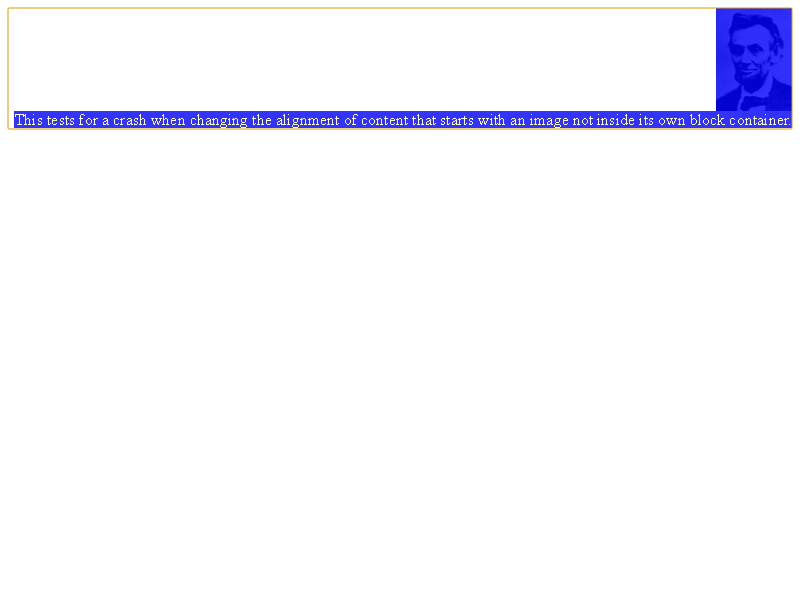 This tests for a crash when changing the alignment of content that starts with an image not inside its own block container.